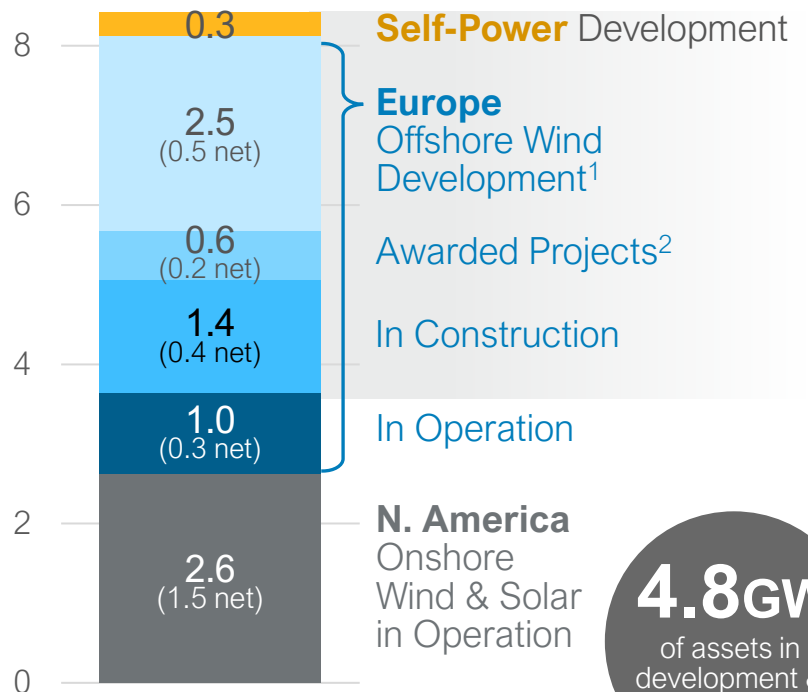 8
6
4
2
0
0.3
2.5
(0.5 net)
0.6
(0.2 net)
1.4
(0.4 net)
1.0
(0.3 net)
2.6
(1.5 net)
Self-Power Development
Europe
Offshore Wind
Development¹
Awarded Projects²
In Construction
In Operation
N. America
Onshore
Wind & Solar
in Operation
4.8GW
of assets in
development &